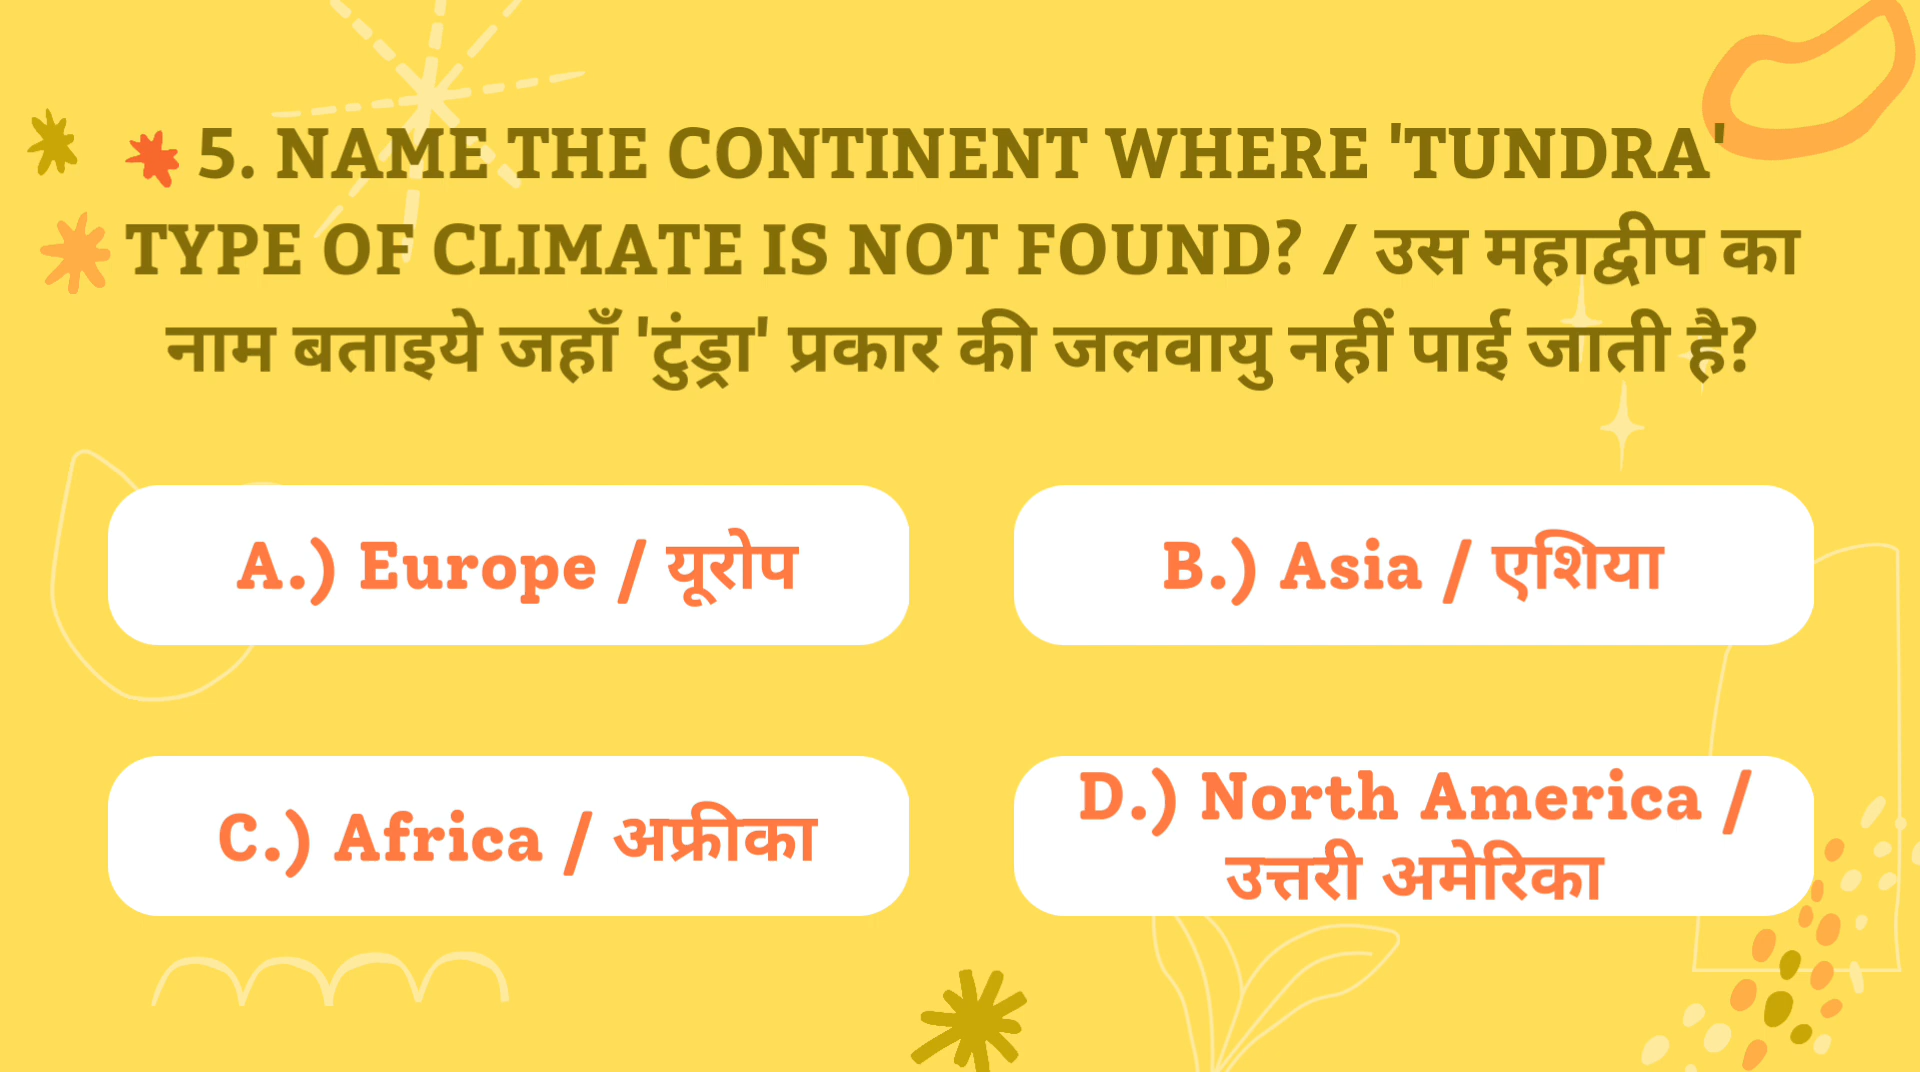 5. NAME THE CONTINENT WHERE 'TUNDRA'
TYPE OF CLIMATE IS NOT FOUND? / उस महाद्वीप का
नाम बताइये जहाँ 'टुंड्रा' प्रकार की जलवायु नहीं पाई जाती है?
A.) Europe / यूरोप
B.) Asia / एशिया
C.) Africa / अफ्रीका
D.) North America /
उत्तरी अमेरिका